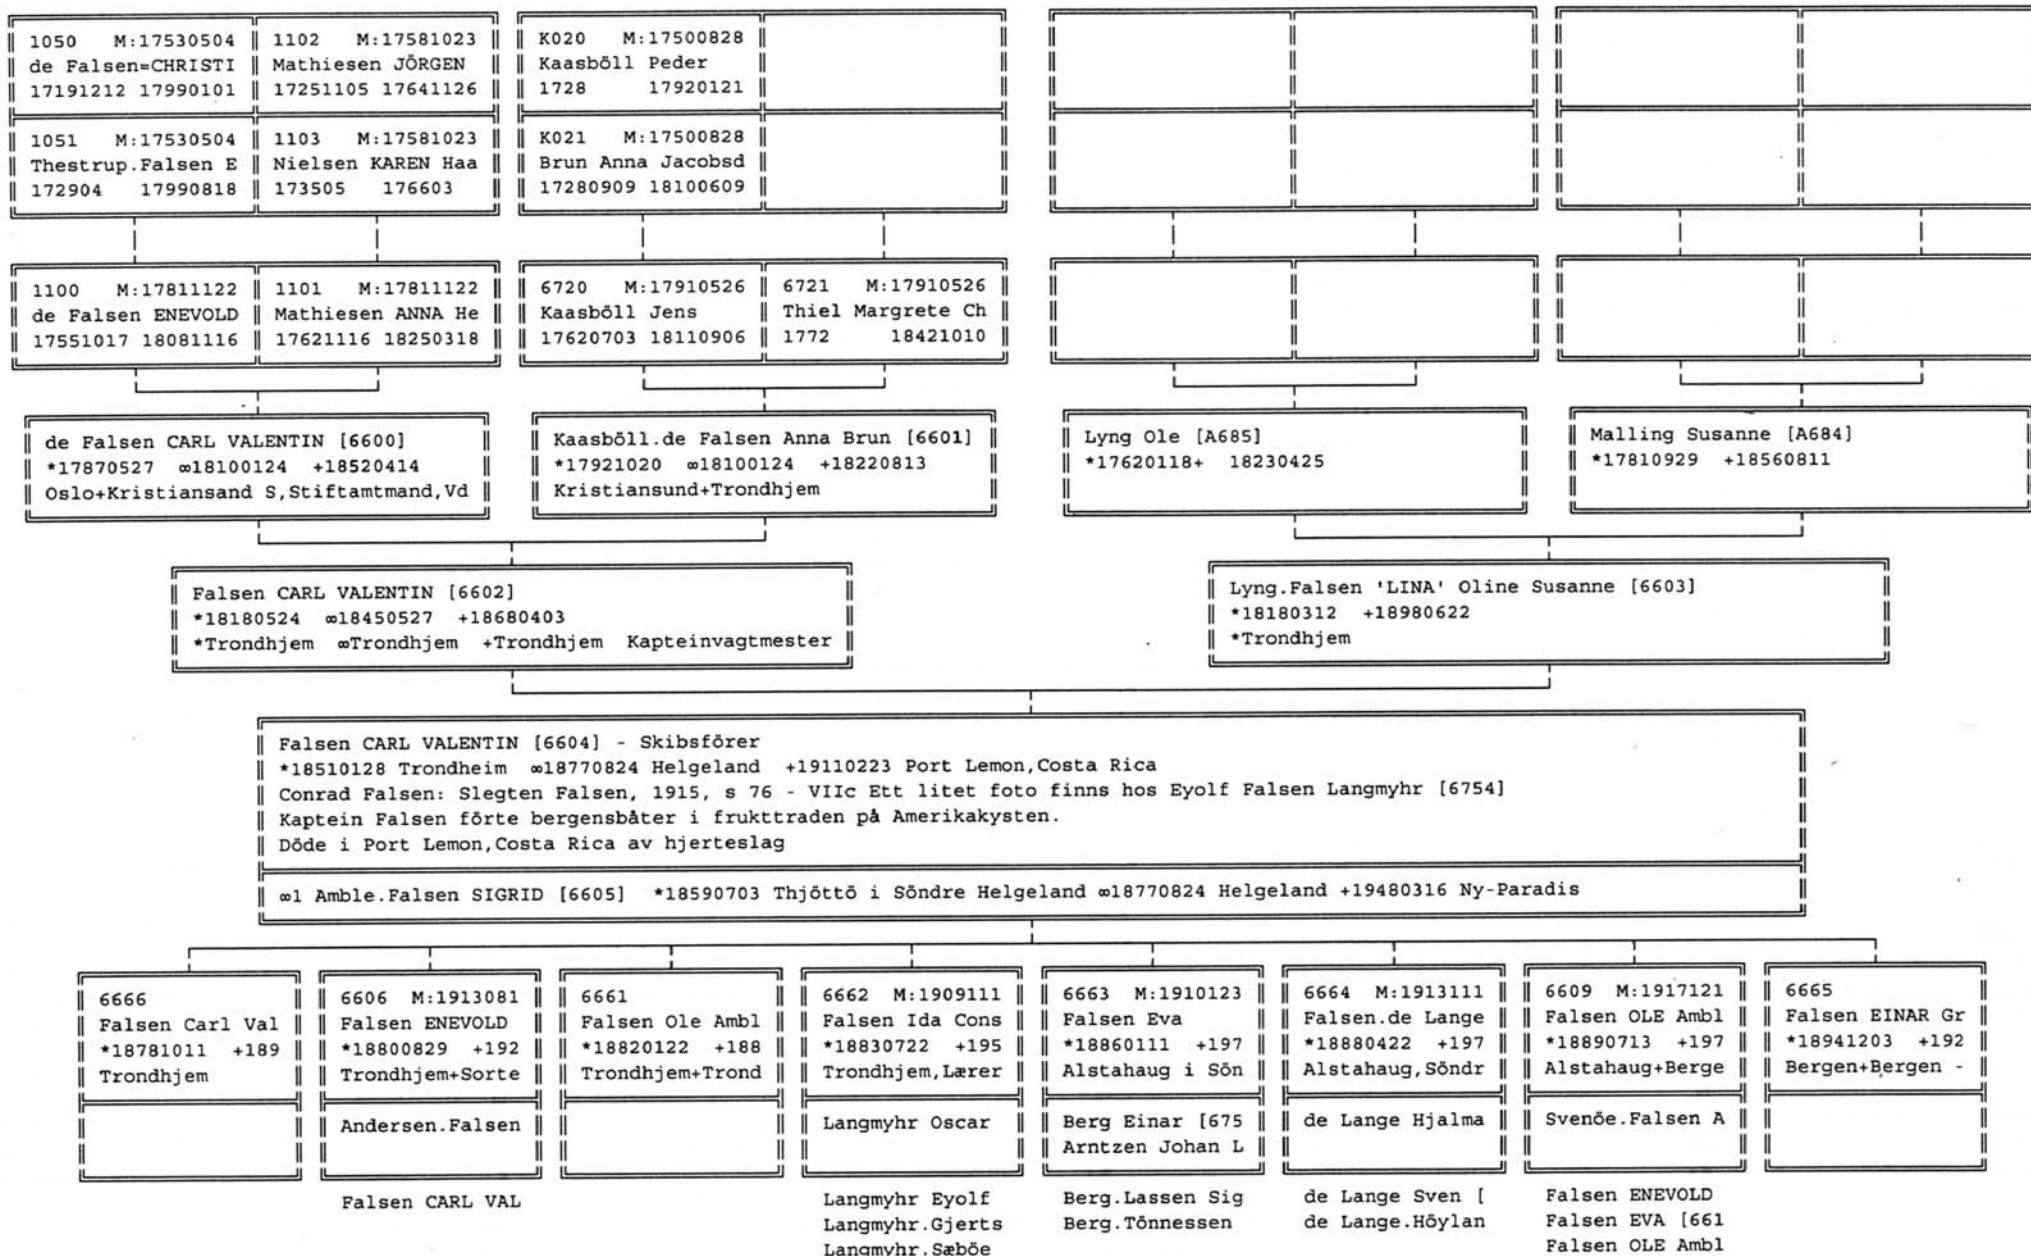 1050 M:17530504
de Falsen=CHRISTI
17191212 17990101
1102 M:17581023
Mathiesen JÖRGEN
17251105 17641126
K020 M:17500828
Kaasböll Peder
1728 17920121
1051 M:17530504
Thestrup.Falsen E
172904 17990818
1103 M:17581023
Nielsen KAREN Haa
173505 176603
K021 M:17500828
Brun Anna Jacobsd
17280909 18100609
1100 M:17811122
de Falsen ENEVOLD
17551017 18081116
1101 M:17811122
Mathiesen ANNA He
17621116 18250318
6720 M:17910526
Kaasböll Jens
17620703 18110906
6721 M:17910526
Thiel Margrete Ch
1772 18421010
de Falsen CARL VALENTIN [6600]
*17870527 ∞18100124 +18520414
Oslo+Kristiansand S,Stiftamtmand,Vd
Kaasböll.de Falsen Anna Brun [6601]
*17921020 ∞18100124 +18220813
Kristiansund+Trondhjem
Lyng Ole [A685]
*17620118+ 18230425
Malling Susanne [A684]
*17810929 +18560811
Falsen CARL VALENTIN [6602]
*18180524 ∞18450527 +18680403
*Trondhjem ∞Trondhjem +Trondhjem Kapteinvagtmester
Lyng.Falsen 'LINA' Oline Susanne [6603]
*18180312 +18980622
*Trondhjem
Falsen CARL VALENTIN [6604] - Skibsförer
*18510128 Trondheim ∞18770824 Helgeland +19110223 Port Lemon,Costa Rica
Conrad Falsen: Slegten Falsen, 1915, s 76 - VIIc Ett litet foto finns hos Eyolf Falsen Langmyhr [6754]
Kaptein Falsen förte bergensbåter i frukttraden på Amerikakysten.
Döde i Port Lemon,Costa Rica av hjerteslag
∞1 Amble.Falsen SIGRID [6605] *18590703 Thjöttö i Söndre Helgeland ∞18770824 Helgeland +19480316 Ny-Paradis
6666
Falsen Carl Val
*18781011 +189
Trondhjem
6606 M:1913081
Falsen ENEVOLD
*18800829 +192
Trondhjem+Sorte
Andersen.Falsen
Falsen CARL VAL
6661
Falsen Ole Ambl
*18820122 +188
Trondhjem+Trond
6662 M:1909111
Falsen Ida Cons
*18830722 +195
Trondhjem,Lærer
Langmyhr Oscar
Langmyhr Eyolf
Langmyhr.Gjerts
Langmyhr.Sæböe
6663 M:1910123
Falsen Eva
*18860111 +197
Alstahaug i Sön
Berg Einar [675
Arntzen Johan L
Berg.Lassen Sig
Berg.Tönnessen
6664 M:1913111
Falsen.de Lange
*18880422 +197
Alstahaug,Söndr
de Lange Hjalma
de Lange Sven [
de Lange.Höylan
6609 M:1917121
Falsen OLE Ambl
*18890713 +197
Alstahaug+Berge
Svenöe.Falsen A
Falsen ENEVOLD
Falsen EVA [661
Falsen OLE Ambl
6665
Falsen EINAR Gr
*18941203 +192
Bergen+Bergen -